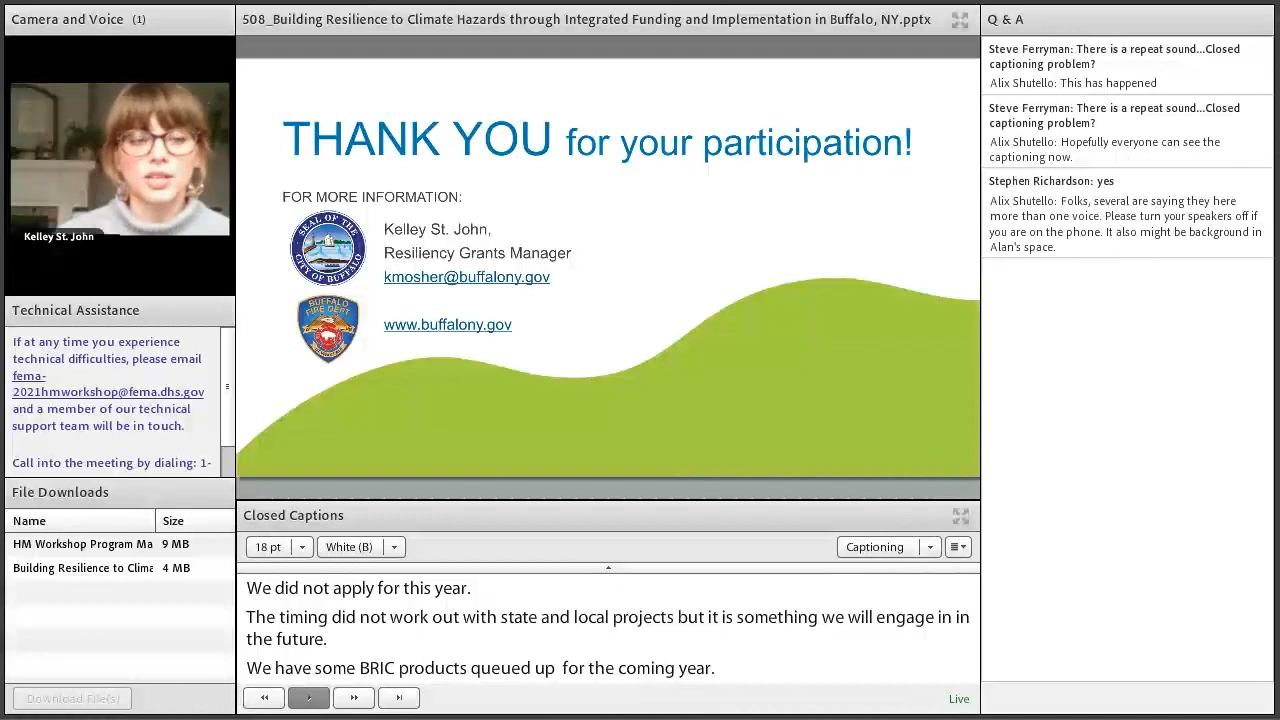 Camera and Voice (1)
Kelley St. John
Technical Assistance
If at any time you experience
technical difficulties, please email
fema-
2021hmworkshop@fema.dhs.gov
and a member of our technical
support team will be in touch.
Call into the meeting by dialing: 1-
File Downloads
Name Size
HM Workshop Program Ma 9 MB
Building Resilience to Clima 4 MB
Download File(s)
508_Building Resilience to Climate Hazards through Integrated Funding and Implementation in Buffalo, NY.pptx
THANK YOU for your participation!
FOR MORE INFORMATION:
SEAL OF THE
CITY OF BUFFALO
Kelley St. John,
Resiliency Grants Manager
kmosher@buffalony.gov
BUFFALO
FIRE DEPT
www.buffalony.gov
Closed Captions
18 pt White (B) Captioning
We did not apply for this year.
The timing did not work out with state and local projects but it is something we will engage in in
the future.
We have some BRIC products queued up for the coming year.
Live
Q & A
Steve Ferryman: There is a repeat sound...Closed
captioning problem?
Alix Shutello: This has happened
Steve Ferryman: There is a repeat sound...Closed
captioning problem?
Alix Shutello: Hopefully everyone can see the
captioning now.
Stephen Richardson: yes
Alix Shutello: Folks, several are saying they here
more than one voice. Please turn your speakers off if
you are on the phone. It also might be background in
Alan's space.